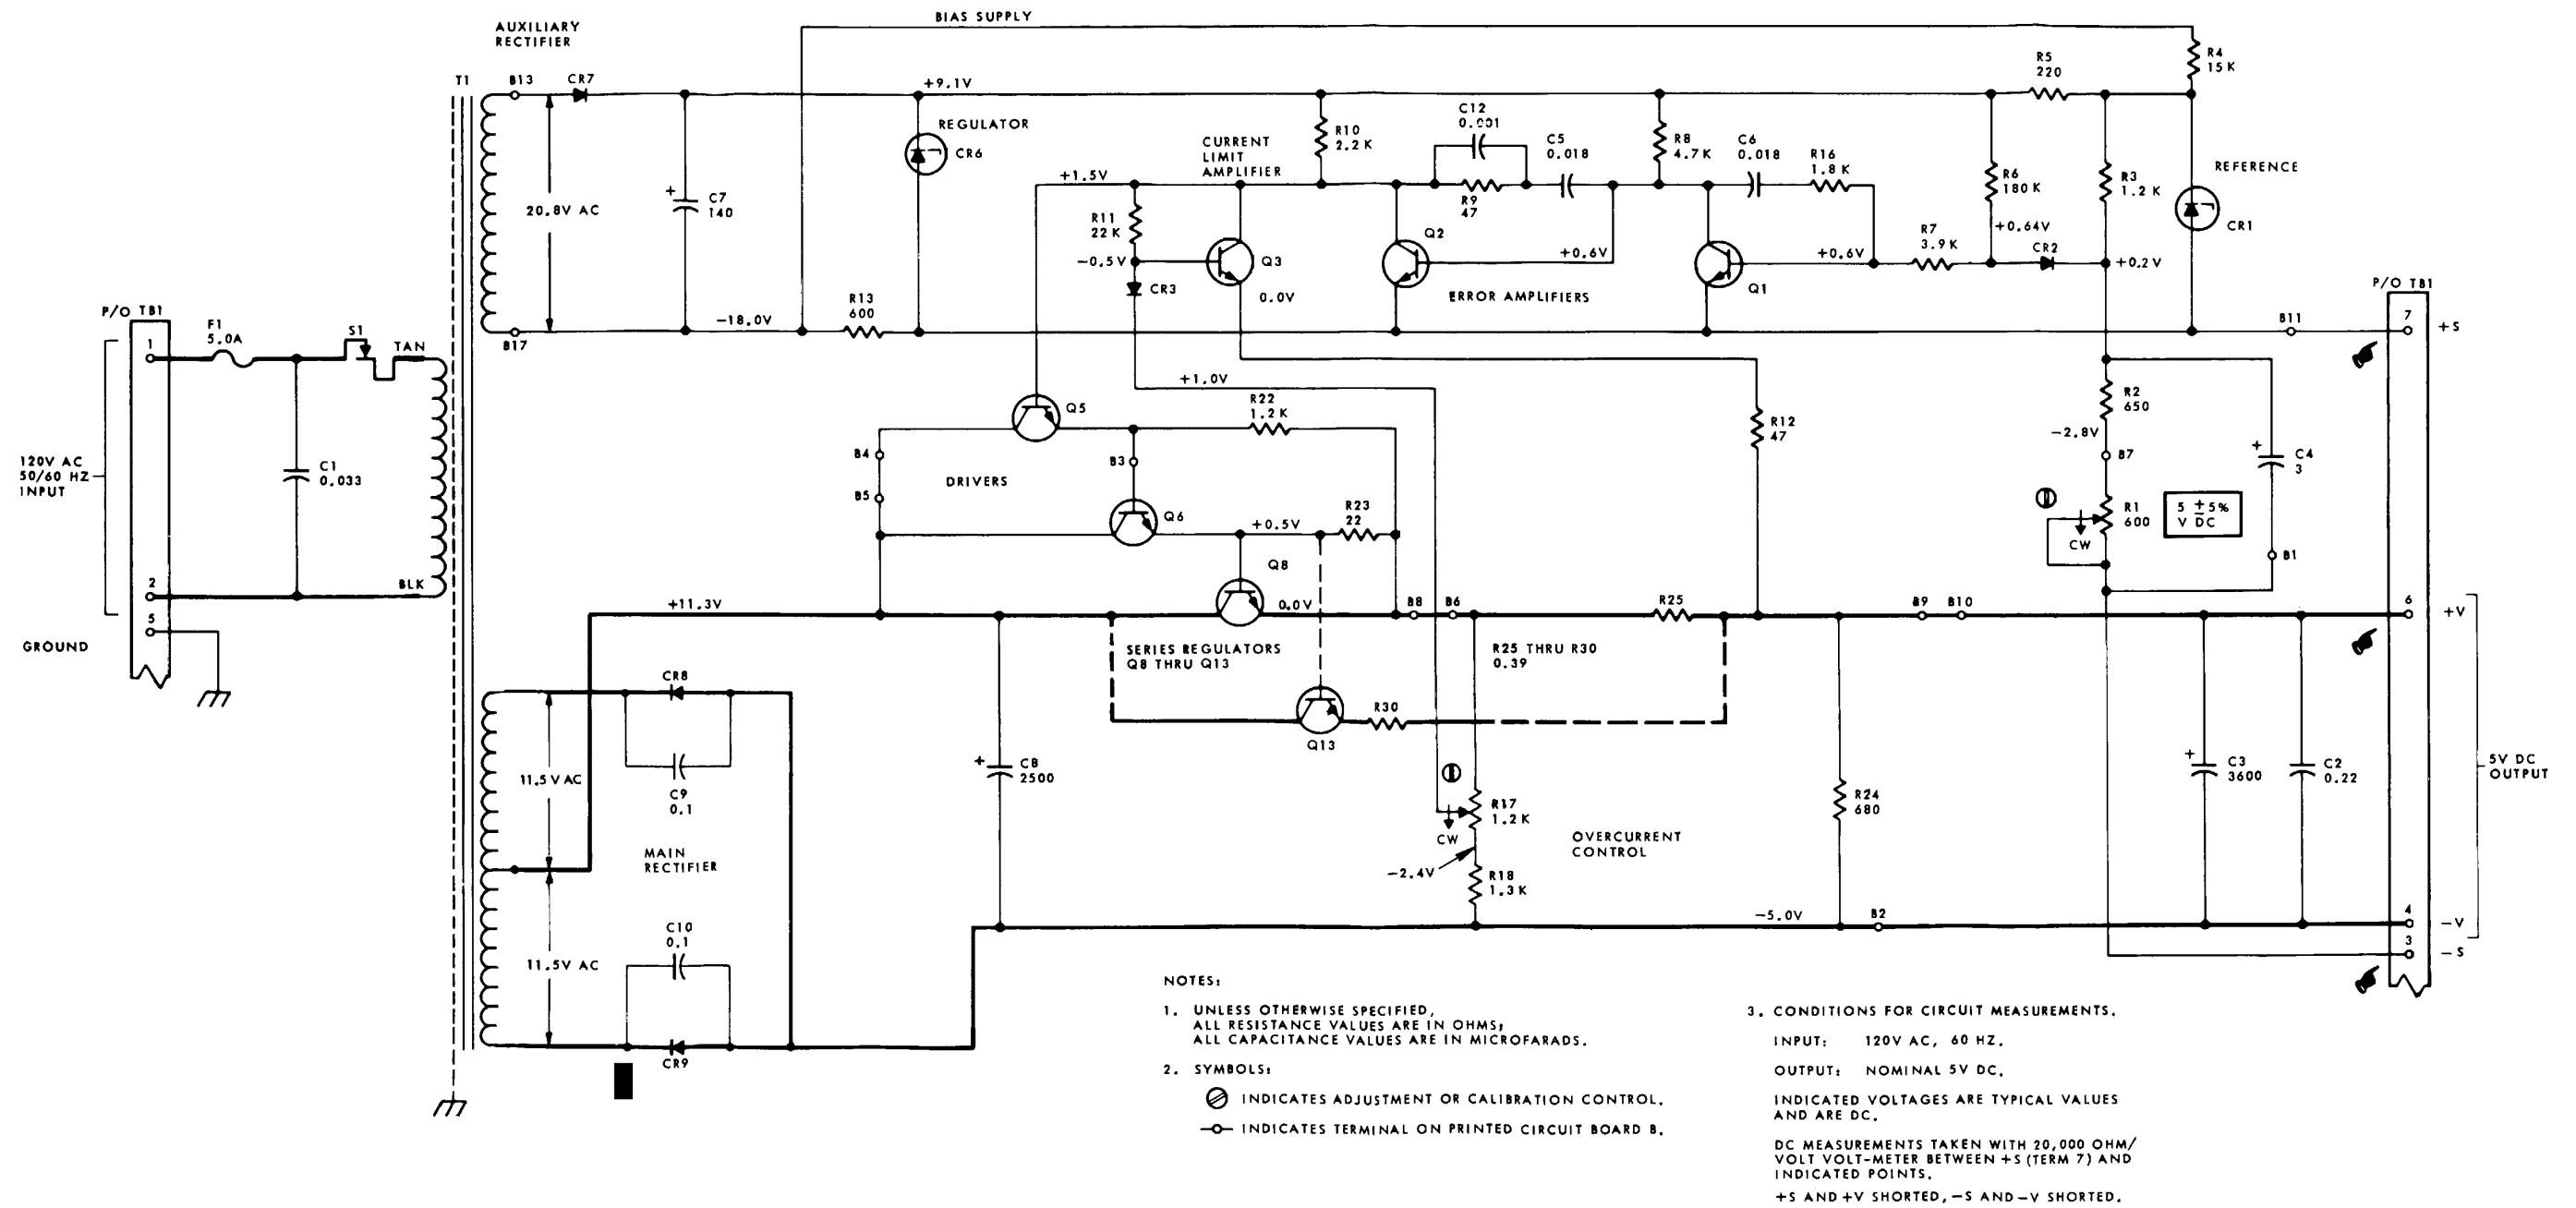 BIAS SUPPLY
AUXILIARY
RECTIFIER
R4
15 K
R5
220
T1
B13
CR7
+9.1V
C12
0.001
REGULATOR
CR6
R10
2.2 K
CURRENT
LIMIT
AMPLIFIER
C5
0.018
R8
4.7 K
C6
0.018
R16
1.8 K
REFERENCE
+1.5V
R6
180 K
R3
1.2 K
+
C7
140
20.8V AC
R9
47
R11
22 K
Q2
R7
3.9 K
+0.64V
CR2
CR1
-0.5V
Q3
+0.6V
+0.6V
+0.2V
CR3
0.0V
ERROR AMPLIFIERS
Q1
P/O TB1
P/O TB1
R13
600
-18.0V
B17
B11
7
+S
F1
5.0A
S1
TAN
1
+1.0V
R22
1.2 K
Q5
R12
47
R2
650
-2.8V
B7
+
C4
3
120V AC
50/60 HZ
INPUT
C1
0.033
B4
B5
DRIVERS
B3
Q6
+0.5V
R23
22
R1
600
CW
5 ±5%
V DC
B1
2
BLK
Q8
+11.3V
0.0V
B8
B6
R25
B9
B10
6
+V
5
GROUND
SERIES REGULATORS
Q8 THRU Q13
R25 THRU R30
0.39
CR8
R30
Q13
11.5 V AC
C9
0.1
+
C8
2500
R17
1.2 K
CW
R24
680
+
C3
3600
C2
0.22
5V DC
OUTPUT
MAIN
RECTIFIER
OVERCURRENT
CONTROL
-2.4V
R18
1.3 K
C10
0.1
11.5V AC
-5.0V
B2
4
-V
3
-S
CR9
NOTES:
1. UNLESS OTHERWISE SPECIFIED,
ALL RESISTANCE VALUES ARE IN OHMS;
ALL CAPACITANCE VALUES ARE IN MICROFARADS.
2. SYMBOLS:
INDICATES ADJUSTMENT OR CALIBRATION CONTROL.
INDICATES TERMINAL ON PRINTED CIRCUIT BOARD B.
3. CONDITIONS FOR CIRCUIT MEASUREMENTS.
INPUT: 120V AC, 60 HZ.
OUTPUT: NOMINAL 5V DC.
INDICATED VOLTAGES ARE TYPICAL VALUES
AND ARE DC.
DC MEASUREMENTS TAKEN WITH 20,000 OHM/
VOLT VOLT-METER BETWEEN +S (TERM 7) AND
INDICATED POINTS.
+S AND +V SHORTED, -S AND -V SHORTED.